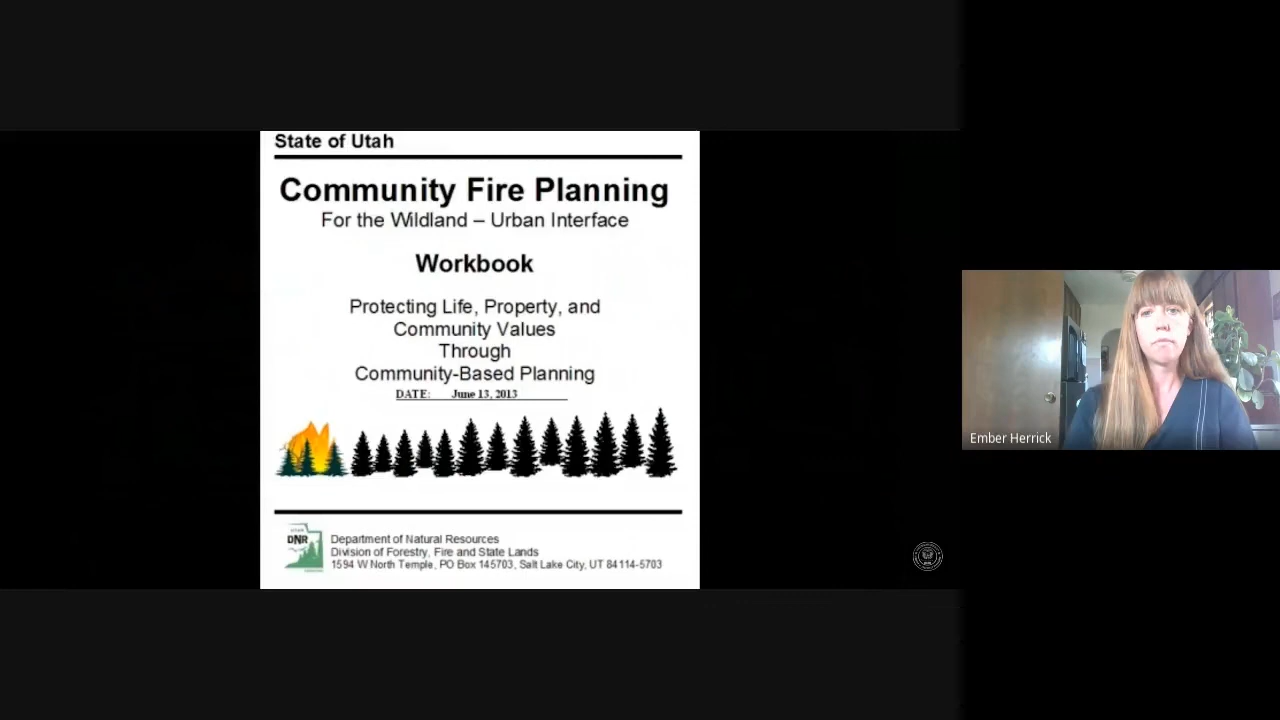 State of Utah
Community Fire Planning
For the Wildland – Urban Interface
Workbook
Protecting Life, Property, and
Community Values
Through
Community-Based Planning
DATE: June 13, 2013
DNR
Department of Natural Resources
Division of Forestry, Fire and State Lands
1594 W North Temple, PO Box 145703, Salt Lake City, UT 84114-5703
Ember Herrick